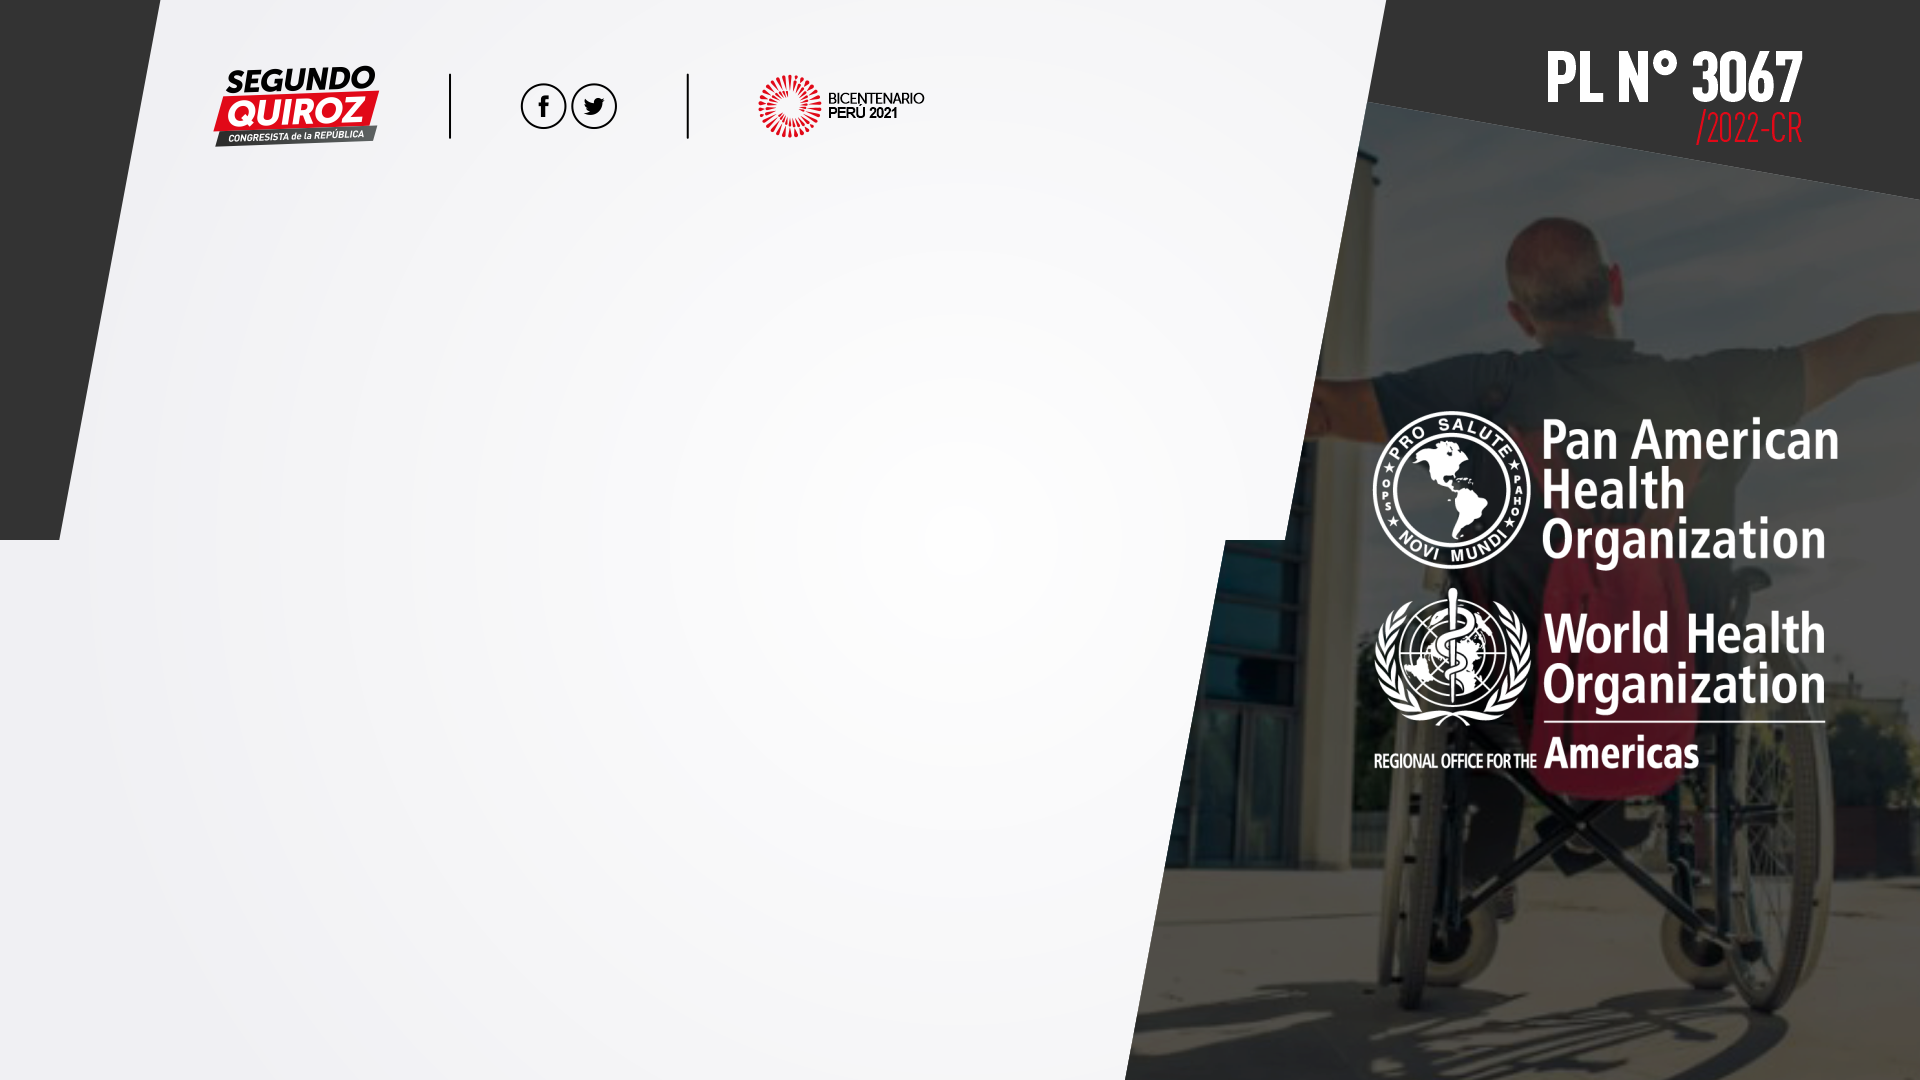 SEGUNDO
QUIROZ
CONGRESISTA de la REPÚBLICA
BICENTENARIO
PERÚ 2021
PL N° 3067
/2022-CR
PRO SALUTE
OPS
PAHO
NOVI MUNDI
Pan American
Health
Organization
World Health
Organization
REGIONAL OFFICE FOR THE Americas